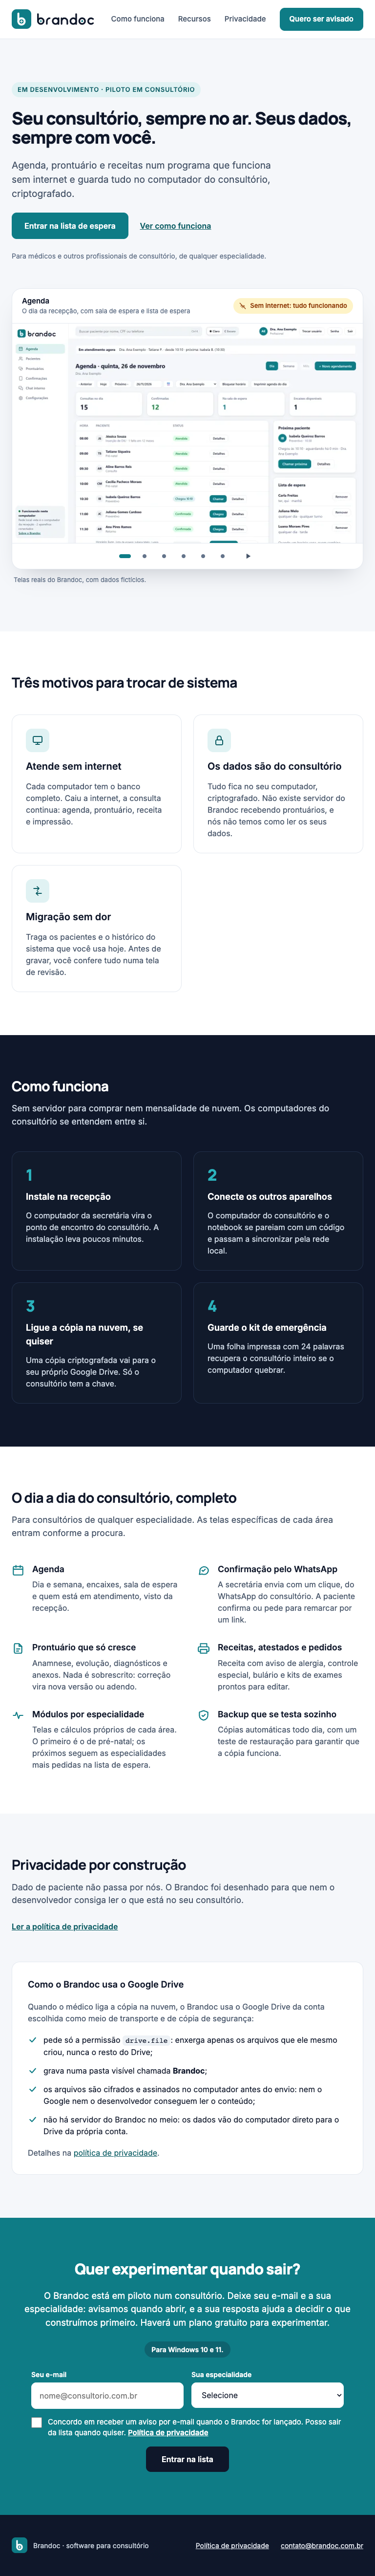 brandoc
Como funciona
Recursos
Privacidade
Quero ser avisado
EM DESENVOLVIMENTO · PILOTO EM CONSULTÓRIO
Seu consultório, sempre no ar. Seus dados,
sempre com você.
Agenda, prontuário e receitas num programa que funciona
sem internet e guarda tudo no computador do consultório,
criptografado.
Entrar na lista de espera
Ver como funciona
Para médicos e outros profissionais de consultório, de qualquer especialidade.
Agenda
O dia da recepção, com sala de espera e lista de espera
Sem internet: tudo funcionando
brandoc
Agenda
Pacientes
Confirmações
Configurações
Agenda · quinta, 26 de novembro
15
12
1
1
Próxima paciente
Lista de espera
Telas reais do Brandoc, com dados fictícios.
Três motivos para trocar de sistema
Atende sem internet
Cada computador tem o banco
completo. Caiu a internet, a consulta
continua: agenda, prontuário, receita
e impressão.
Os dados são do consultório
Tudo fica no seu computador,
criptografado. Não existe servidor do
Brandoc recebendo prontuários, e
nós não temos como ler os seus
dados.
Migração sem dor
Traga os pacientes e o histórico do
sistema que você usa hoje. Antes de
gravar, você confere tudo numa tela
de revisão.
Como funciona
Sem servidor para comprar nem mensalidade de nuvem. Os computadores do
consultório se entendem entre si.
1
Instale na recepção
O computador da secretária vira o
ponto de encontro do consultório. A
instalação leva poucos minutos.
2
Conecte os outros aparelhos
O computador do consultório e o
notebook se pareiam com um código
e passam a sincronizar pela rede
local.
3
Ligue a cópia na nuvem, se
quiser
Uma cópia criptografada vai para o
seu próprio Google Drive. Só o
consultório tem a chave.
4
Guarde o kit de emergência
Uma folha impressa com 24 palavras
recupera o consultório inteiro se o
computador quebrar.
O dia a dia do consultório, completo
Para consultórios de qualquer especialidade. As telas específicas de cada área
entram conforme a procura.
Agenda
Dia e semana, encaixes, sala de espera
e quem está em atendimento, visto da
recepção.
Confirmação pelo WhatsApp
A secretária envia com um clique, do
WhatsApp do consultório. A paciente
confirma ou pede para remarcar por
um link.
Prontuário que só cresce
Anamnese, evolução, diagnósticos e
anexos. Nada é sobrescrito: correção
vira nova versão ou adendo.
Receitas, atestados e pedidos
Receita com aviso de alergia, controle
especial, bulário e kits de exames
prontos para editar.
Módulos por especialidade
Telas e cálculos próprios de cada área.
O primeiro é o de pré-natal; os
próximos seguem as especialidades
mais pedidas na lista de espera.
Backup que se testa sozinho
Cópias automáticas todo dia, com um
teste de restauração para garantir que
a cópia funciona.
Privacidade por construção
Dado de paciente não passa por nós. O Brandoc foi desenhado para que nem o
desenvolvedor consiga ler o que está no seu consultório.
Ler a política de privacidade
Como o Brandoc usa o Google Drive
Quando o médico liga a cópia na nuvem, o Brandoc usa o Google Drive da conta
escolhida como meio de transporte e de cópia de segurança:
pede só a permissão drive.file: enxerga apenas os arquivos que ele mesmo
criou, nunca o resto do Drive;
grava numa pasta visível chamada Brandoc;
os arquivos são cifrados e assinados no computador antes do envio: nem o
Google nem o desenvolvedor conseguem ler o conteúdo;
não há servidor do Brandoc no meio: os dados vão do computador direto para o
Drive da própria conta.
Detalhes na política de privacidade.
Quer experimentar quando sair?
O Brandoc está em piloto num consultório. Deixe seu e-mail e a sua
especialidade: avisamos quando abrir, e a sua resposta ajuda a decidir o que
construímos primeiro. Haverá um plano gratuito para experimentar.
Para Windows 10 e 11.
Seu e-mail
Sua especialidade
nome@consultorio.com.br
Selecione
Concordo em receber um aviso por e-mail quando o Brandoc for lançado. Posso sair
da lista quando quiser. Política de privacidade
Entrar na lista
Brandoc · software para consultório
Política de privacidade
contato@brandoc.com.br